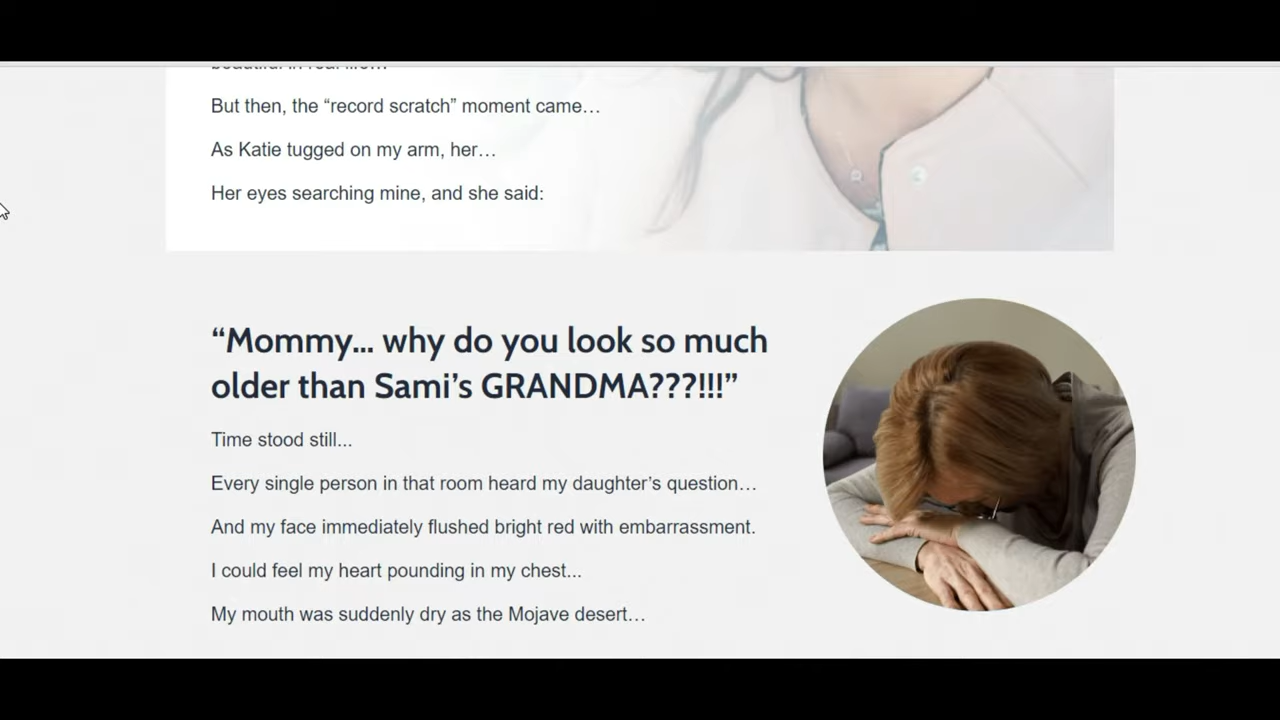 But then, the “record scratch” moment came…
As Katie tugged on my arm, her…
Her eyes searching mine, and she said:
“Mommy... why do you look so much
older than Sami’s GRANDMA???!!!”
Time stood still...
Every single person in that room heard my daughter’s question…
And my face immediately flushed bright red with embarrassment.
I could feel my heart pounding in my chest...
My mouth was suddenly dry as the Mojave desert…